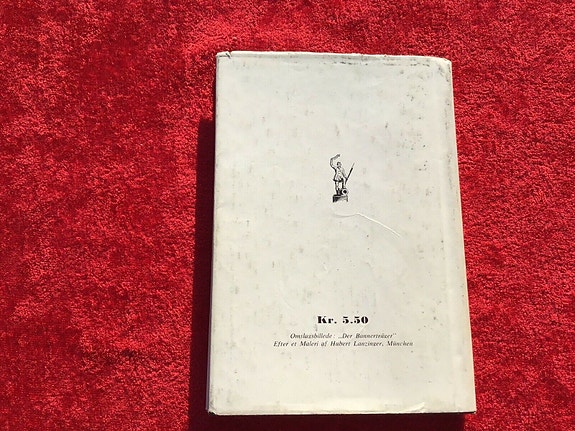 Kr. 5.50
Omslagsbillede: „Der Bannerträger"
Efter et Maleri af Hubert Lanzinger, München